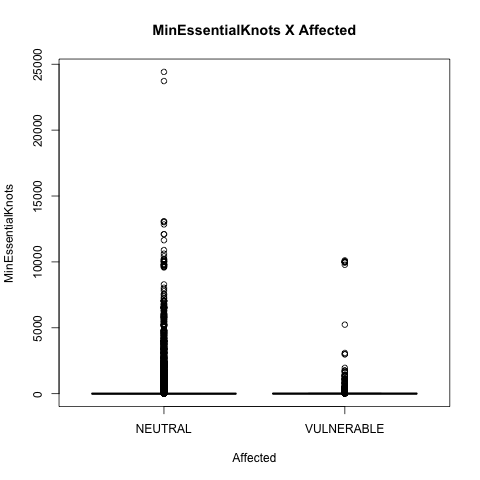 MinEssentialKnots X Affected
25000
20000
15000
10000
5000
0
MinEssentialKnots
NEUTRAL
VULNERABLE
Affected